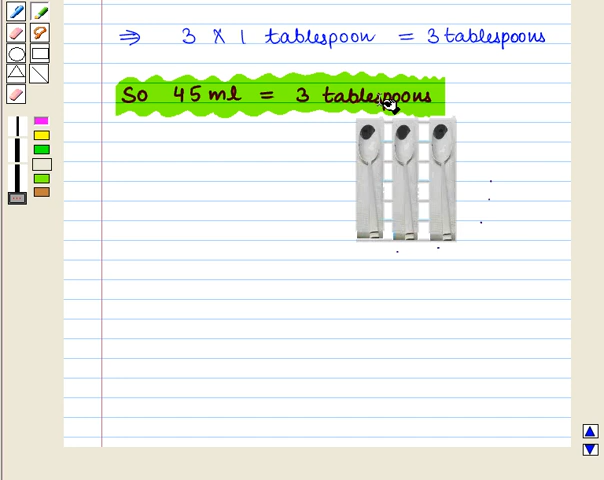 ⇒ 3 × 1 tablespoon = 3 tablespoons
So 45 ml = 3 tablespoons